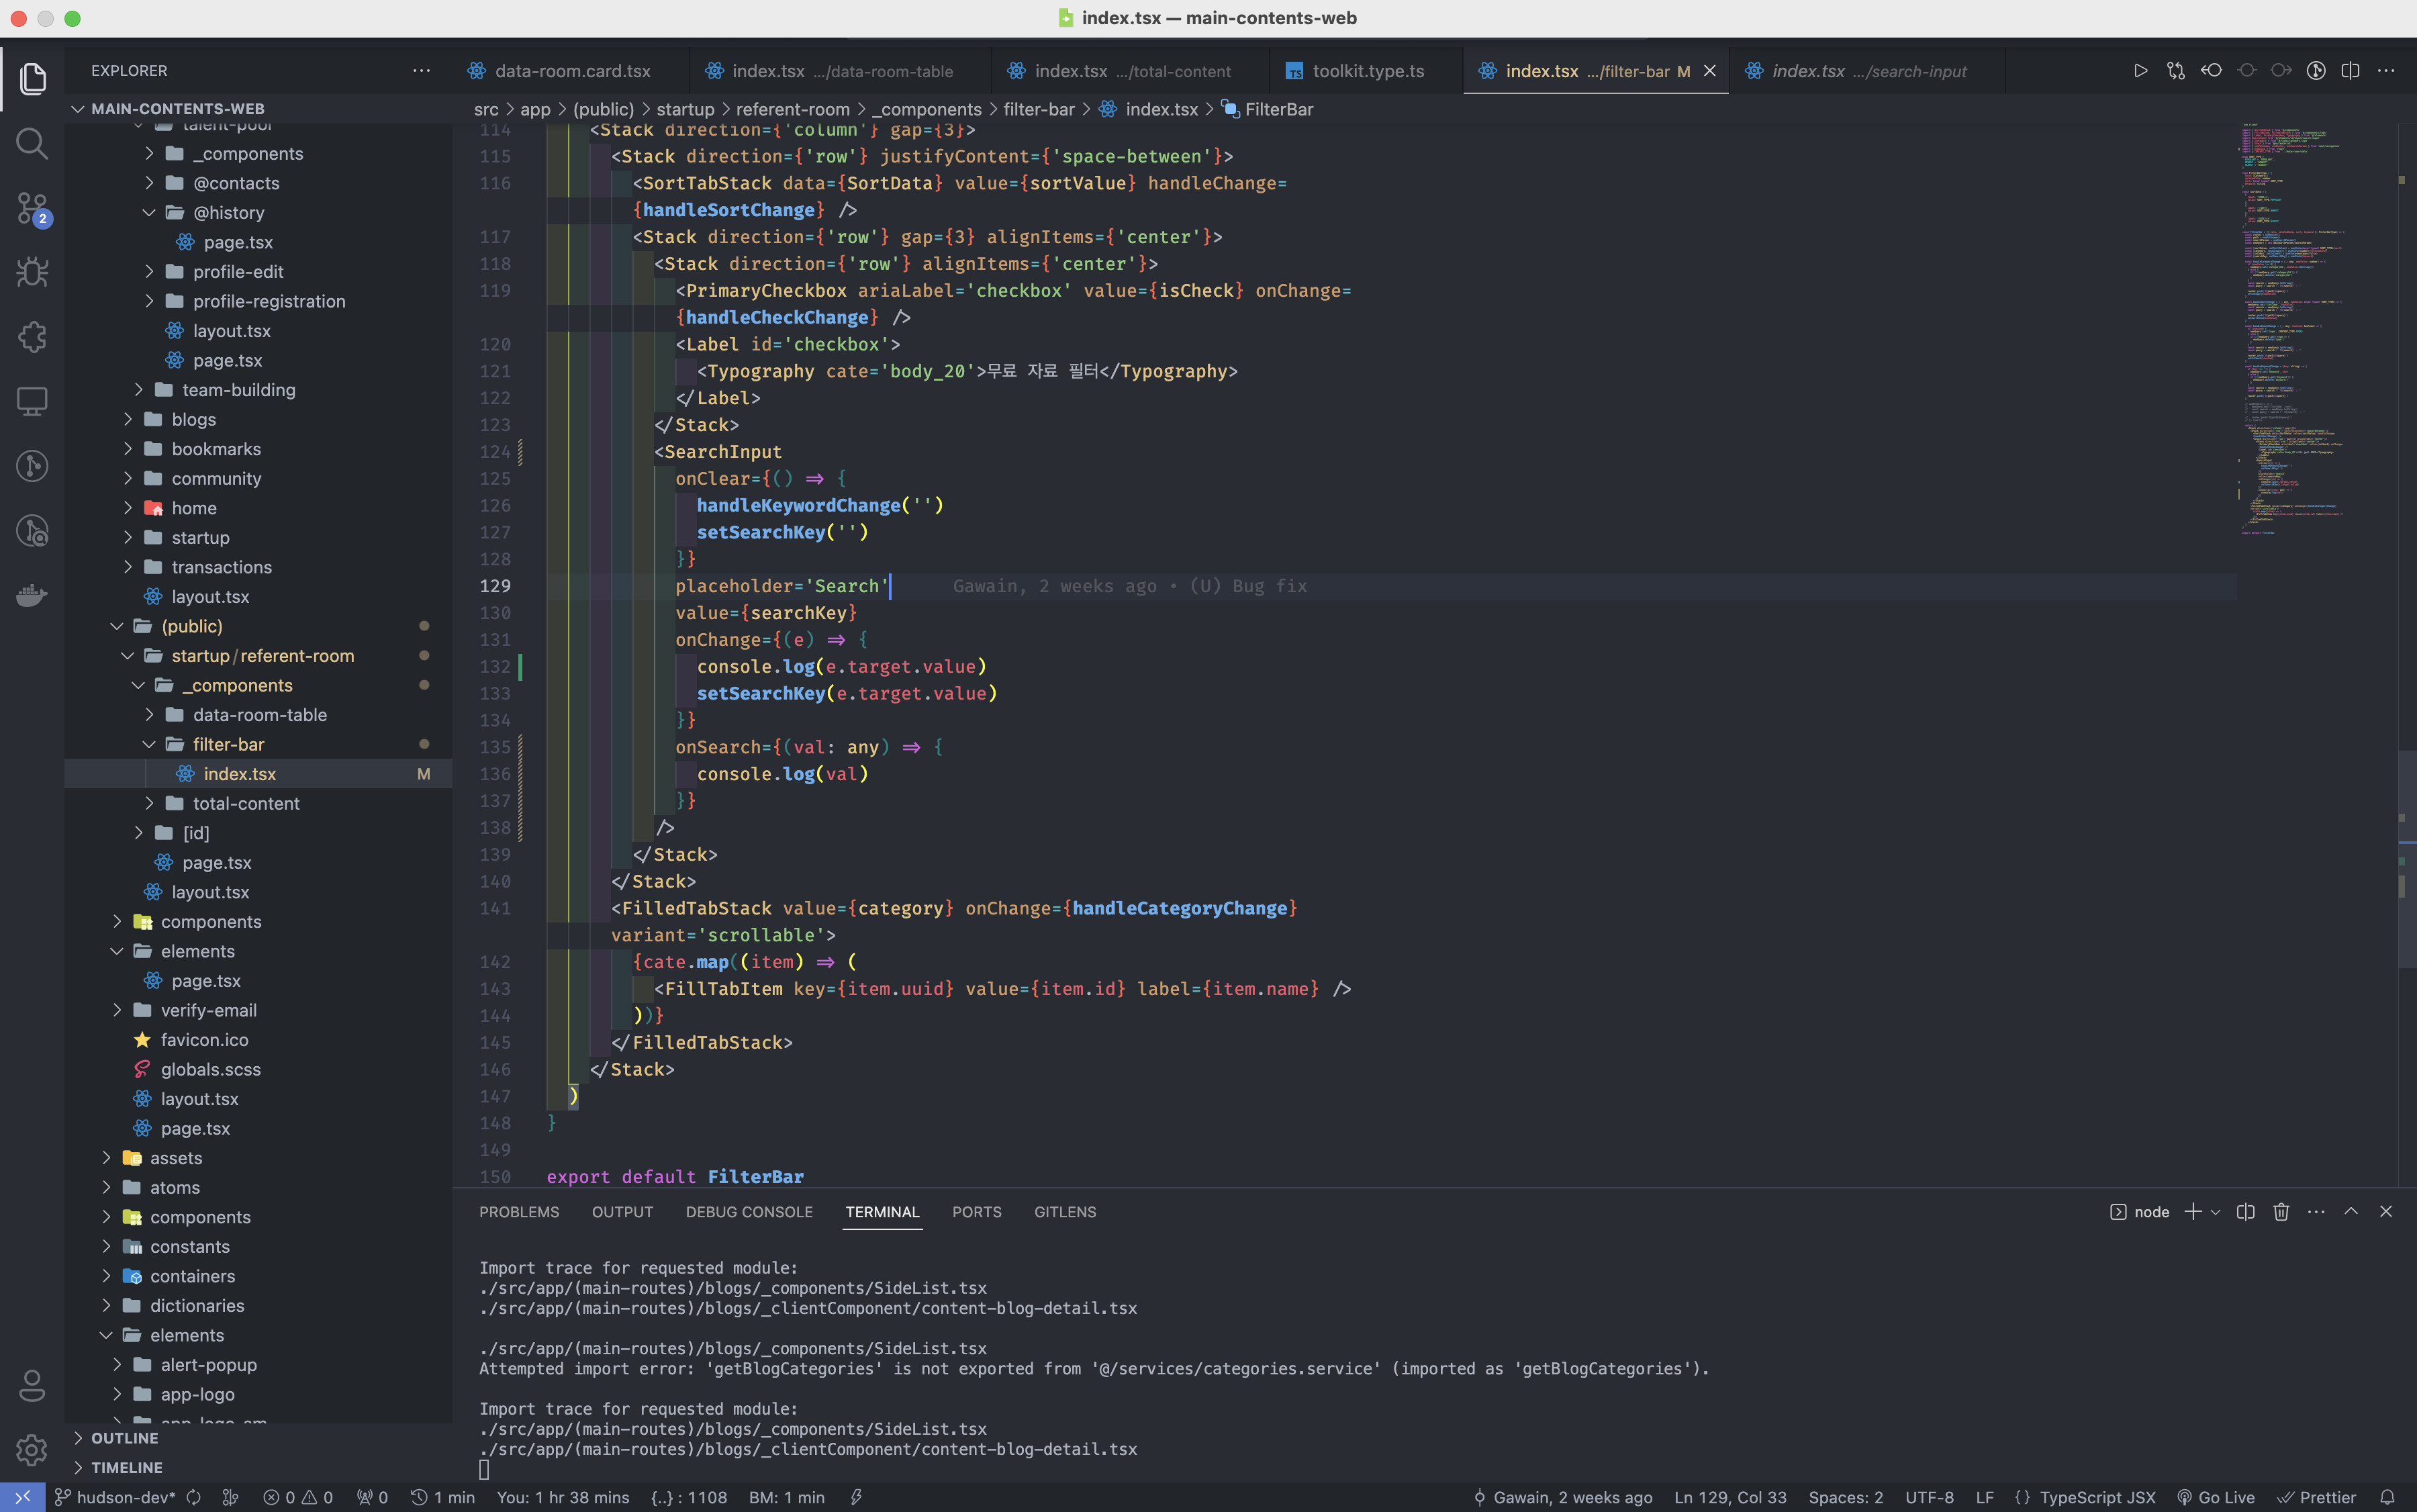 index.tsx — main-contents-web
EXPLORER
data-room.card.tsx
index.tsx .../data-room-table
index.tsx .../total-content
toolkit.type.ts
index.tsx .../filter-bar M
index.tsx .../search-input
MAIN-CONTENTS-WEB
src > app > (public) > startup > referent-room > _components > filter-bar > index.tsx > FilterBar
2
talent-pool
_components
@contacts
@history
page.tsx
profile-edit
profile-registration
layout.tsx
page.tsx
team-building
blogs
bookmarks
community
home
startup
transactions
layout.tsx
(public)
startup/referent-room
_components
data-room-table
filter-bar
index.tsx M
total-content
[id]
page.tsx
layout.tsx
components
elements
page.tsx
verify-email
favicon.ico
globals.scss
layout.tsx
page.tsx
assets
atoms
components
constants
containers
dictionaries
elements
alert-popup
app-logo
app-logo-sm
OUTLINE
TIMELINE
114 <Stack direction={'column'} gap={3}>
115 <Stack direction={'row'} justifyContent={'space-between'}>
116 <SortTabStack data={SortData} value={sortValue} handleChange=
{handleSortChange} />
117 <Stack direction={'row'} gap={3} alignItems={'center'}>
118 <Stack direction={'row'} alignItems={'center'}>
119 <PrimaryCheckbox ariaLabel='checkbox' value={isCheck} onChange=
{handleCheckChange} />
120 <Label id='checkbox'>
121 <Typography cate='body_20'>무료 자료 필터</Typography>
122 </Label>
123 </Stack>
124 <SearchInput
125 onClear={() => {
126 handleKeywordChange('')
127 setSearchKey('')
128 }}
129 placeholder='Search' Gawain, 2 weeks ago • (U) Bug fix
130 value={searchKey}
131 onChange={(e) => {
132 console.log(e.target.value)
133 setSearchKey(e.target.value)
134 }}
135 onSearch={(val: any) => {
136 console.log(val)
137 }}
138 />
139 </Stack>
140 </Stack>
141 <FilledTabStack value={category} onChange={handleCategoryChange}
variant='scrollable'>
142 {cate.map((item) => (
143 <FillTabItem key={item.uuid} value={item.id} label={item.name} />
144 ))}
145 </FilledTabStack>
146 </Stack>
147 )
148 }
149
150 export default FilterBar
PROBLEMS OUTPUT DEBUG CONSOLE TERMINAL PORTS GITLENS
node
Import trace for requested module:
./src/app/(main-routes)/blogs/_components/SideList.tsx
./src/app/(main-routes)/blogs/_clientComponent/content-blog-detail.tsx
./src/app/(main-routes)/blogs/_components/SideList.tsx
Attempted import error: 'getBlogCategories' is not exported from '@/services/categories.service' (imported as 'getBlogCategories').
Import trace for requested module:
./src/app/(main-routes)/blogs/_components/SideList.tsx
./src/app/(main-routes)/blogs/_clientComponent/content-blog-detail.tsx
hudson-dev* 0 0 0 1 min You: 1 hr 38 mins {..} : 1108 BM: 1 min Gawain, 2 weeks ago Ln 129, Col 33 Spaces: 2 UTF-8 LF {} TypeScript JSX Go Live Prettier